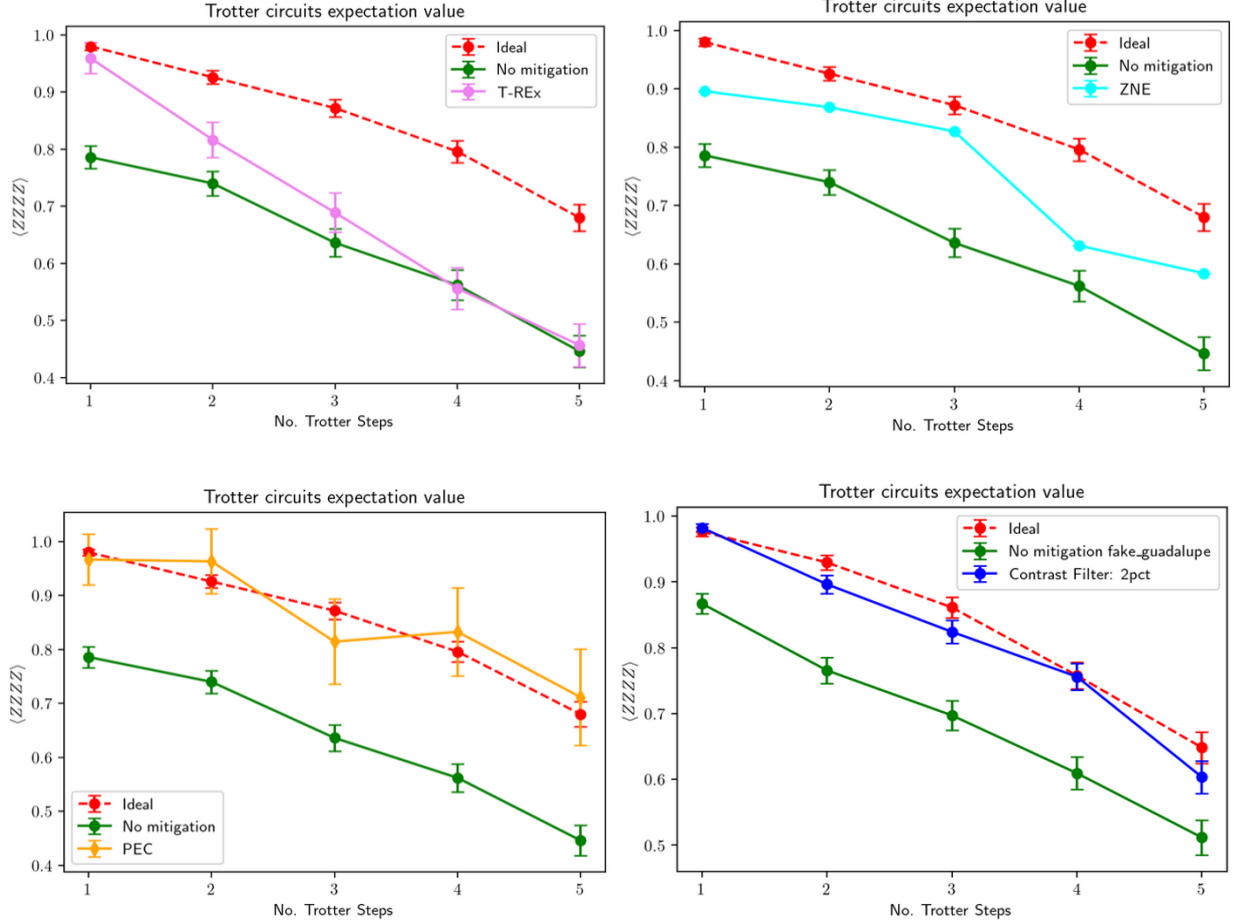 Trotter circuits expectation value
Ideal
No mitigation
T-REx
1.0
0.9
0.8
0.7
0.6
0.5
0.4
⟨ZZZZ⟩
1 2 3 4 5
No. Trotter Steps
Trotter circuits expectation value
Ideal
No mitigation
ZNE
1.0
0.9
0.8
0.7
0.6
0.5
0.4
⟨ZZZZ⟩
1 2 3 4 5
No. Trotter Steps
Trotter circuits expectation value
1.0
0.9
0.8
0.7
0.6
0.5
0.4
⟨ZZZZ⟩
Ideal
No mitigation
PEC
1 2 3 4 5
No. Trotter Steps
Trotter circuits expectation value
Ideal
No mitigation fake_guadalupe
Contrast Filter: 2pct
1.0
0.9
0.8
0.7
0.6
0.5
⟨ZZZZ⟩
1 2 3 4 5
No. Trotter Steps